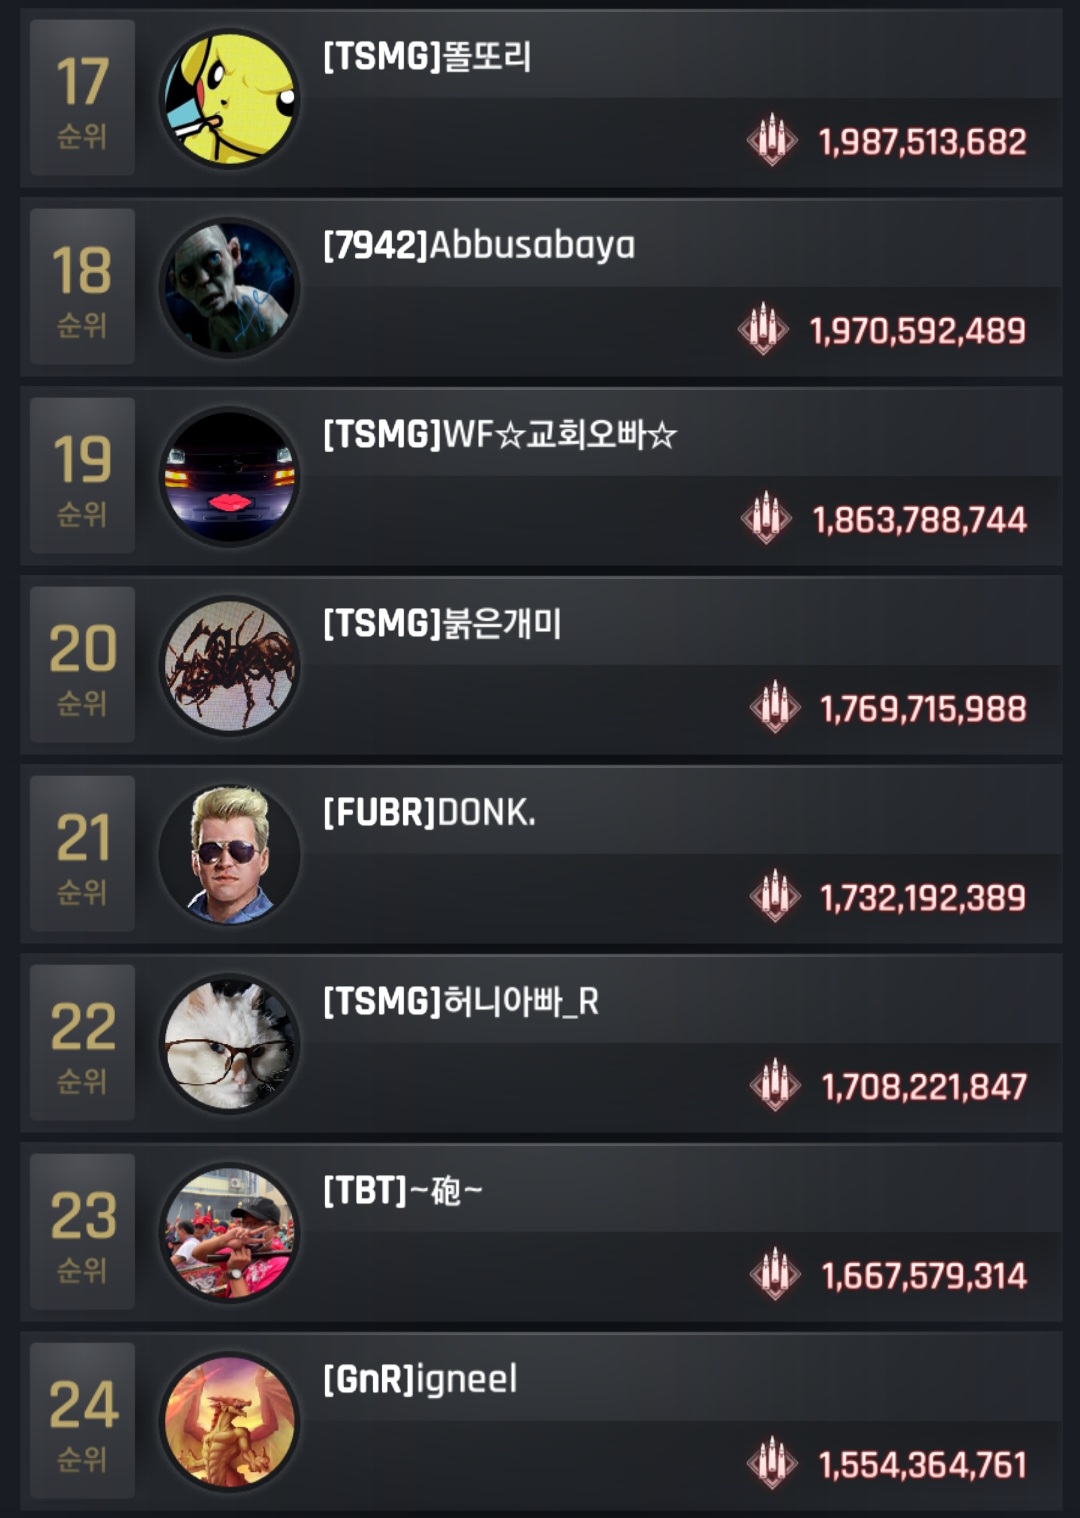 17
순위
[TSMG]똘또리
1,987,513,682
18
순위
[7942]Abbusabaya
1,970,592,489
19
순위
[TSMG]WF☆교회오빠☆
1,863,788,744
20
순위
[TSMG]붉은개미
1,769,715,988
21
순위
[FUBR]DONK.
1,732,192,389
22
순위
[TSMG]허니아빠_R
1,708,221,847
23
순위
[TBT]~砲~
1,667,579,314
24
순위
[GnR]igneel
1,554,364,761